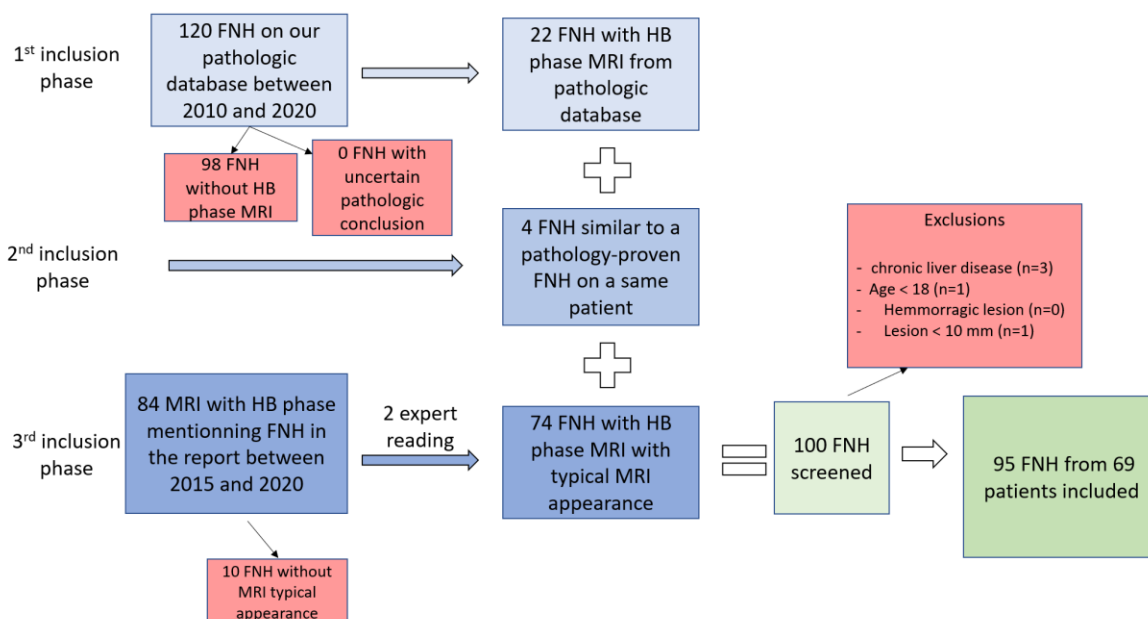 1st inclusion
phase
120 FNH on our
pathologic
database between
2010 and 2020
22 FNH with HB
phase MRI from
pathologic
database
98 FNH
without HB
phase MRI
0 FNH with
uncertain
pathologic
conclusion
2nd inclusion
phase
4 FNH similar to a
pathology-proven
FNH on a same
patient
Exclusions
- chronic liver disease (n=3)
- Age < 18 (n=1)
- Hemmorragic lesion (n=0)
- Lesion < 10 mm (n=1)
3rd inclusion
phase
84 MRI with HB phase
mentionning FNH in
the report between
2015 and 2020
2 expert
reading
74 FNH with HB
phase MRI with
typical MRI
appearance
100 FNH
screened
95 FNH from 69
patients included
10 FNH without
MRI typical
appearance